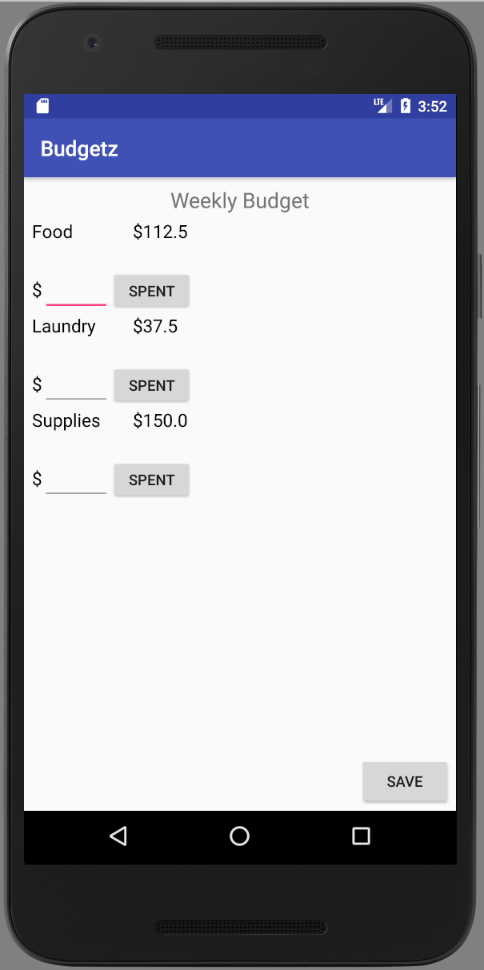 LTE 3:52
Budgetz
Weekly Budget
Food $112.5
$ SPENT
Laundry $37.5
$ SPENT
Supplies $150.0
$ SPENT
SAVE